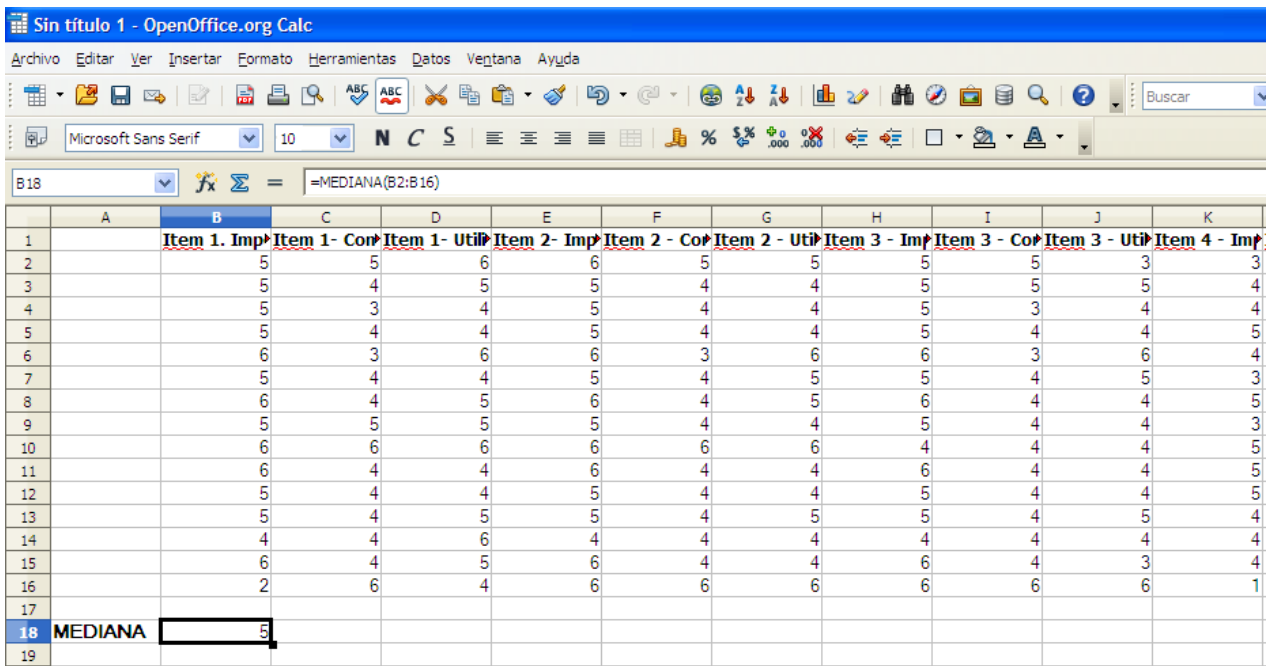 Sin título 1 - OpenOffice.org Calc
Archivo Editar Ver Insertar Formato Herramientas Datos Ventana Ayuda
Buscar
Microsoft Sans Serif 10 N C S
B18 =MEDIANA(B2:B16)
A B C D E F G H I J K
1 Item 1. Imp Item 1- Con Item 1- Utili Item 2- Imp Item 2 - Co Item 2 - Uti Item 3 - Imp Item 3 - Co Item 3 - Uti Item 4 - Imp
2 5 5 6 6 5 5 5 5 3 3
3 5 4 5 5 4 4 5 5 5 4
4 5 3 4 5 4 4 5 3 4 4
5 5 4 4 5 4 4 5 4 4 5
6 6 3 6 6 3 6 6 3 6 4
7 5 4 4 5 4 5 5 4 5 3
8 6 4 5 6 4 5 6 4 4 5
9 5 5 5 5 4 4 5 4 4 3
10 6 6 6 6 6 6 4 4 4 5
11 6 4 4 6 4 4 6 4 4 5
12 5 4 4 5 4 4 5 4 4 5
13 5 4 5 5 4 5 5 4 5 4
14 4 4 6 4 4 4 4 4 4 4
15 6 4 5 6 4 4 6 4 3 4
16 2 6 4 6 6 6 6 6 6 1
17
18 MEDIANA 5
19